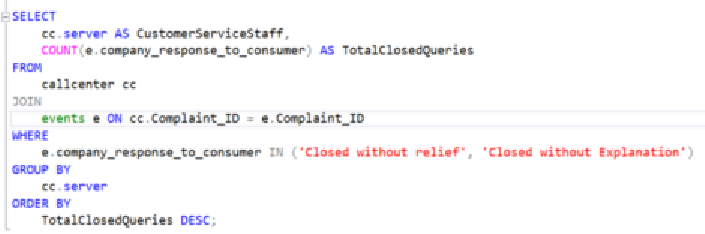 SELECT
cc.server AS CustomerServiceStaff,
COUNT(e.company_response_to_consumer) AS TotalClosedQueries
FROM
callcenter cc
JOIN
events e ON cc.Complaint_ID = e.Complaint_ID
WHERE
e.company_response_to_consumer IN ('Closed without relief', 'Closed without Explanation')
GROUP BY
cc.server
ORDER BY
TotalClosedQueries DESC;